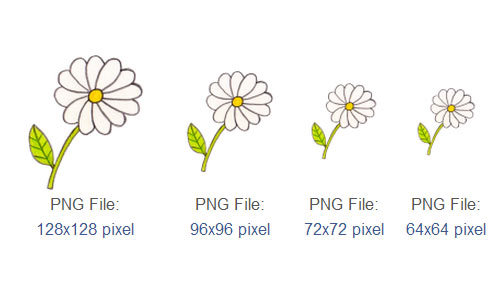 PNG File:
128x128 pixel
PNG File:
96x96 pixel
PNG File:
72x72 pixel
PNG File:
64x64 pixel